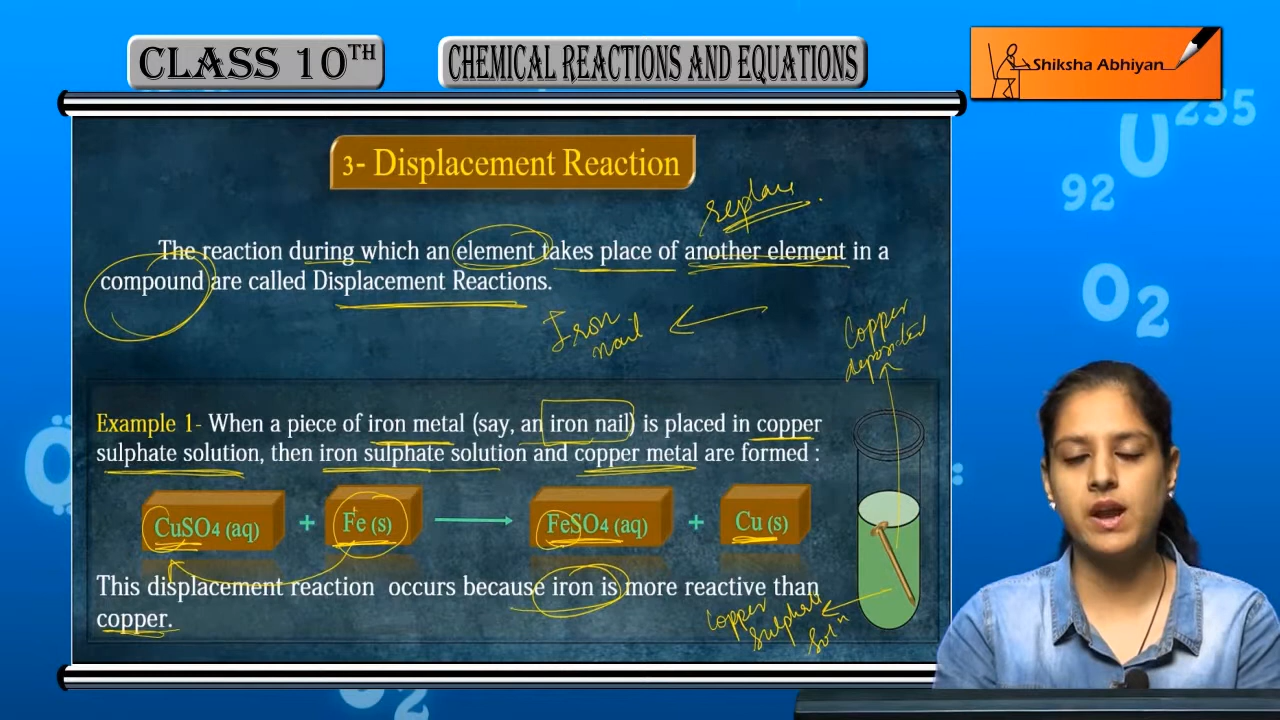 CLASS 10TH
CHEMICAL REACTIONS AND EQUATIONS
Shiksha Abhiyan
U235
92
O2
3- Displacement Reaction
replace
The reaction during which an element takes place of another element in a
compound are called Displacement Reactions.
Iron
nail
Copper
deposited
Example 1- When a piece of iron metal (say, an iron nail) is placed in copper
sulphate solution, then iron sulphate solution and copper metal are formed :
CuSO4 (aq) + Fe (s) → FeSO4 (aq) + Cu (s)
This displacement reaction occurs because iron is more reactive than
copper.
Copper
Sulphate
Soln